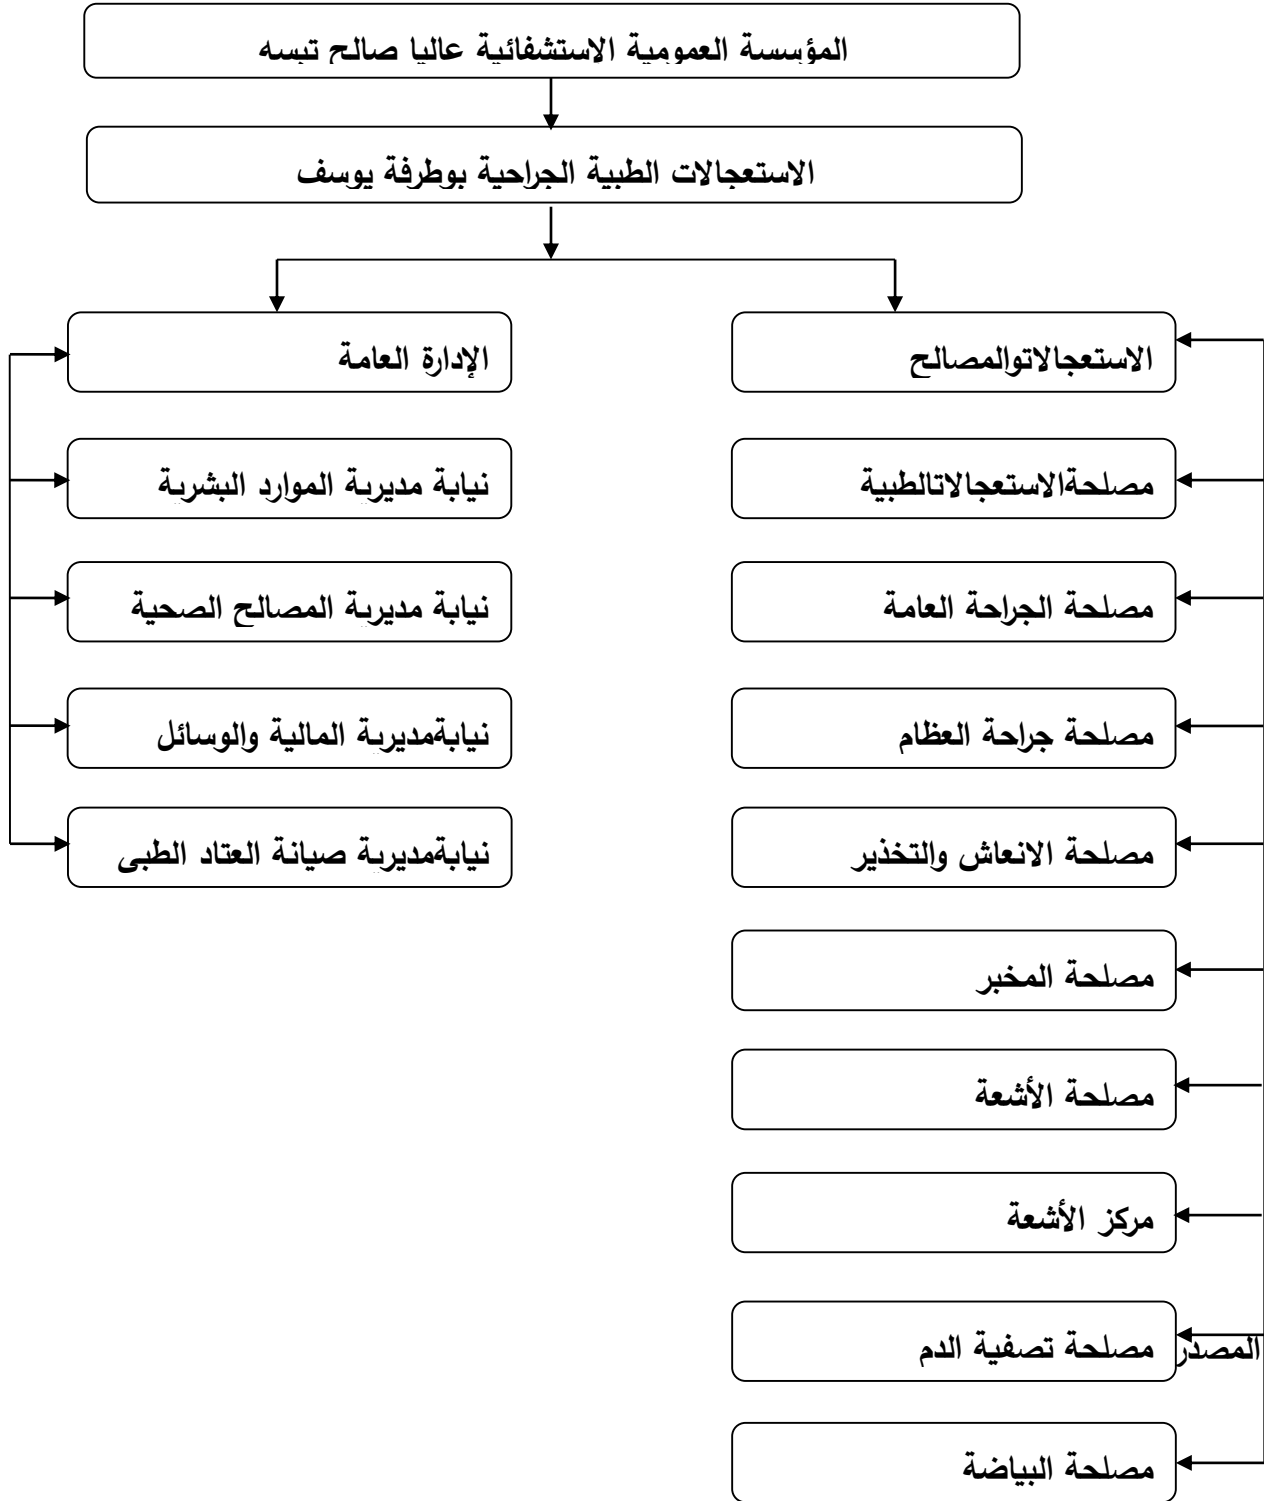 المؤسسة العمومية الاستشفائية عاليا صالح تبسه
الاستعجالات الطبية الجراحية بوطرفة يوسف
الاستعجالاتوالمصالح
الإدارة العامة
مصلحةالاستعجالاتالطبية
نيابة مديرية الموارد البشرية
مصلحة الجراحة العامة
نيابة مديرية المصالح الصحية
مصلحة جراحة العظام
نيابةمديرية المالية والوسائل
مصلحة الانعاش والتخذير
نيابةمديرية صيانة العتاد الطبي
مصلحة المخبر
مصلحة الأشعة
مركز الأشعة
المصدر
مصلحة تصفية الدم
مصلحة البياضة